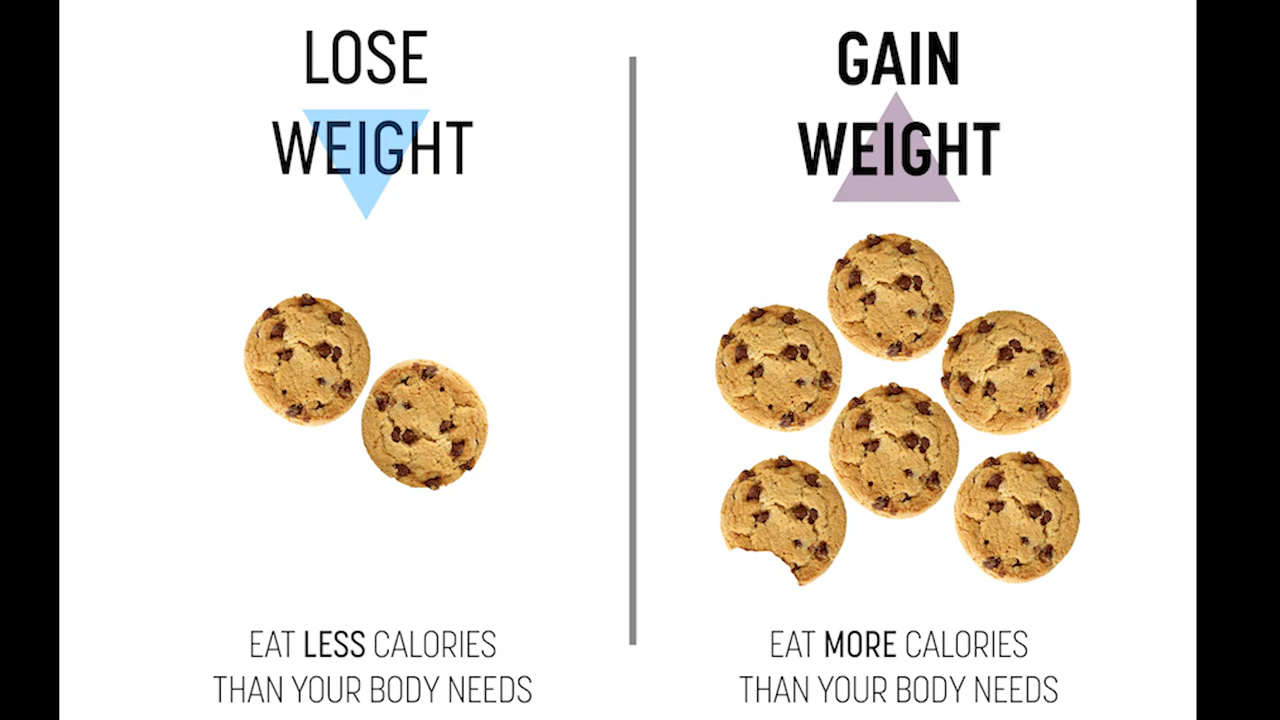 LOSE
WEIGHT
EAT LESS CALORIES
THAN YOUR BODY NEEDS
GAIN
WEIGHT
EAT MORE CALORIES
THAN YOUR BODY NEEDS